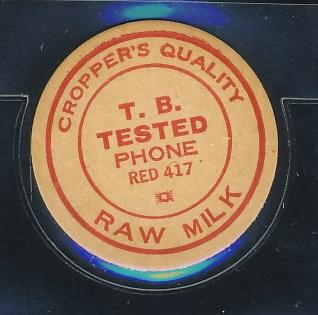 CROPPER'S QUALITY
T. B.
TESTED
PHONE
RED 417
RAW MILK